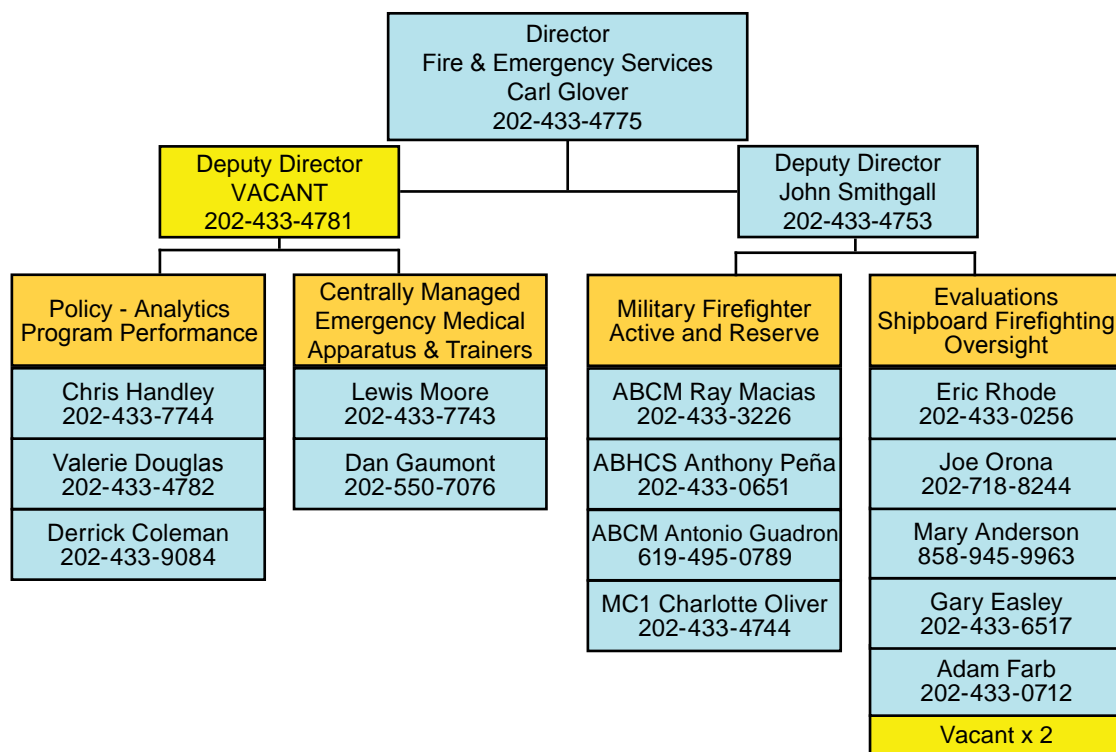 Director
Fire & Emergency Services
Carl Glover
202-433-4775
Deputy Director
VACANT
202-433-4781
Deputy Director
John Smithgall
202-433-4753
Policy - Analytics
Program Performance
Chris Handley
202-433-7744
Valerie Douglas
202-433-4782
Derrick Coleman
202-433-9084
Centrally Managed
Emergency Medical
Apparatus & Trainers
Lewis Moore
202-433-7743
Dan Gaumont
202-550-7076
Military Firefighter
Active and Reserve
ABCM Ray Macias
202-433-3226
ABHCS Anthony Peña
202-433-0651
ABCM Antonio Guadron
619-495-0789
MC1 Charlotte Oliver
202-433-4744
Evaluations
Shipboard Firefighting
Oversight
Eric Rhode
202-433-0256
Joe Orona
202-718-8244
Mary Anderson
858-945-9963
Gary Easley
202-433-6517
Adam Farb
202-433-0712
Vacant x 2